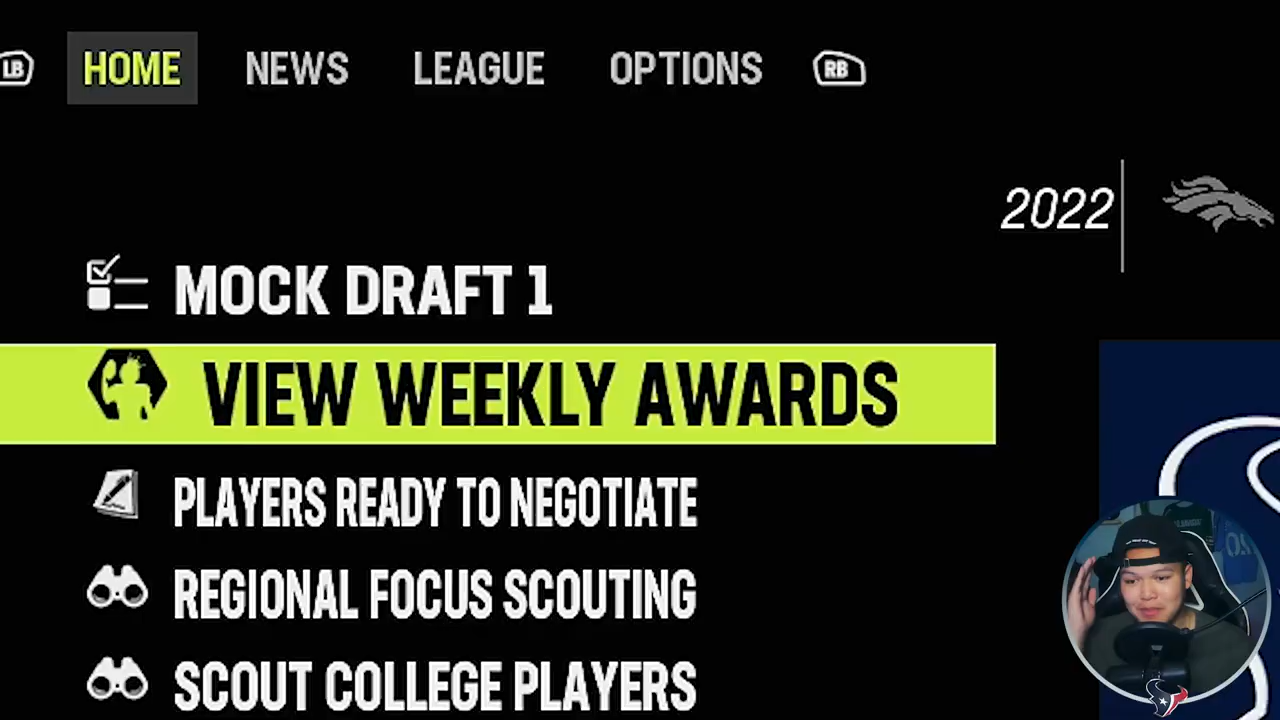 LB HOME NEWS LEAGUE OPTIONS RB
2022
MOCK DRAFT 1
VIEW WEEKLY AWARDS
PLAYERS READY TO NEGOTIATE
REGIONAL FOCUS SCOUTING
SCOUT COLLEGE PLAYERS